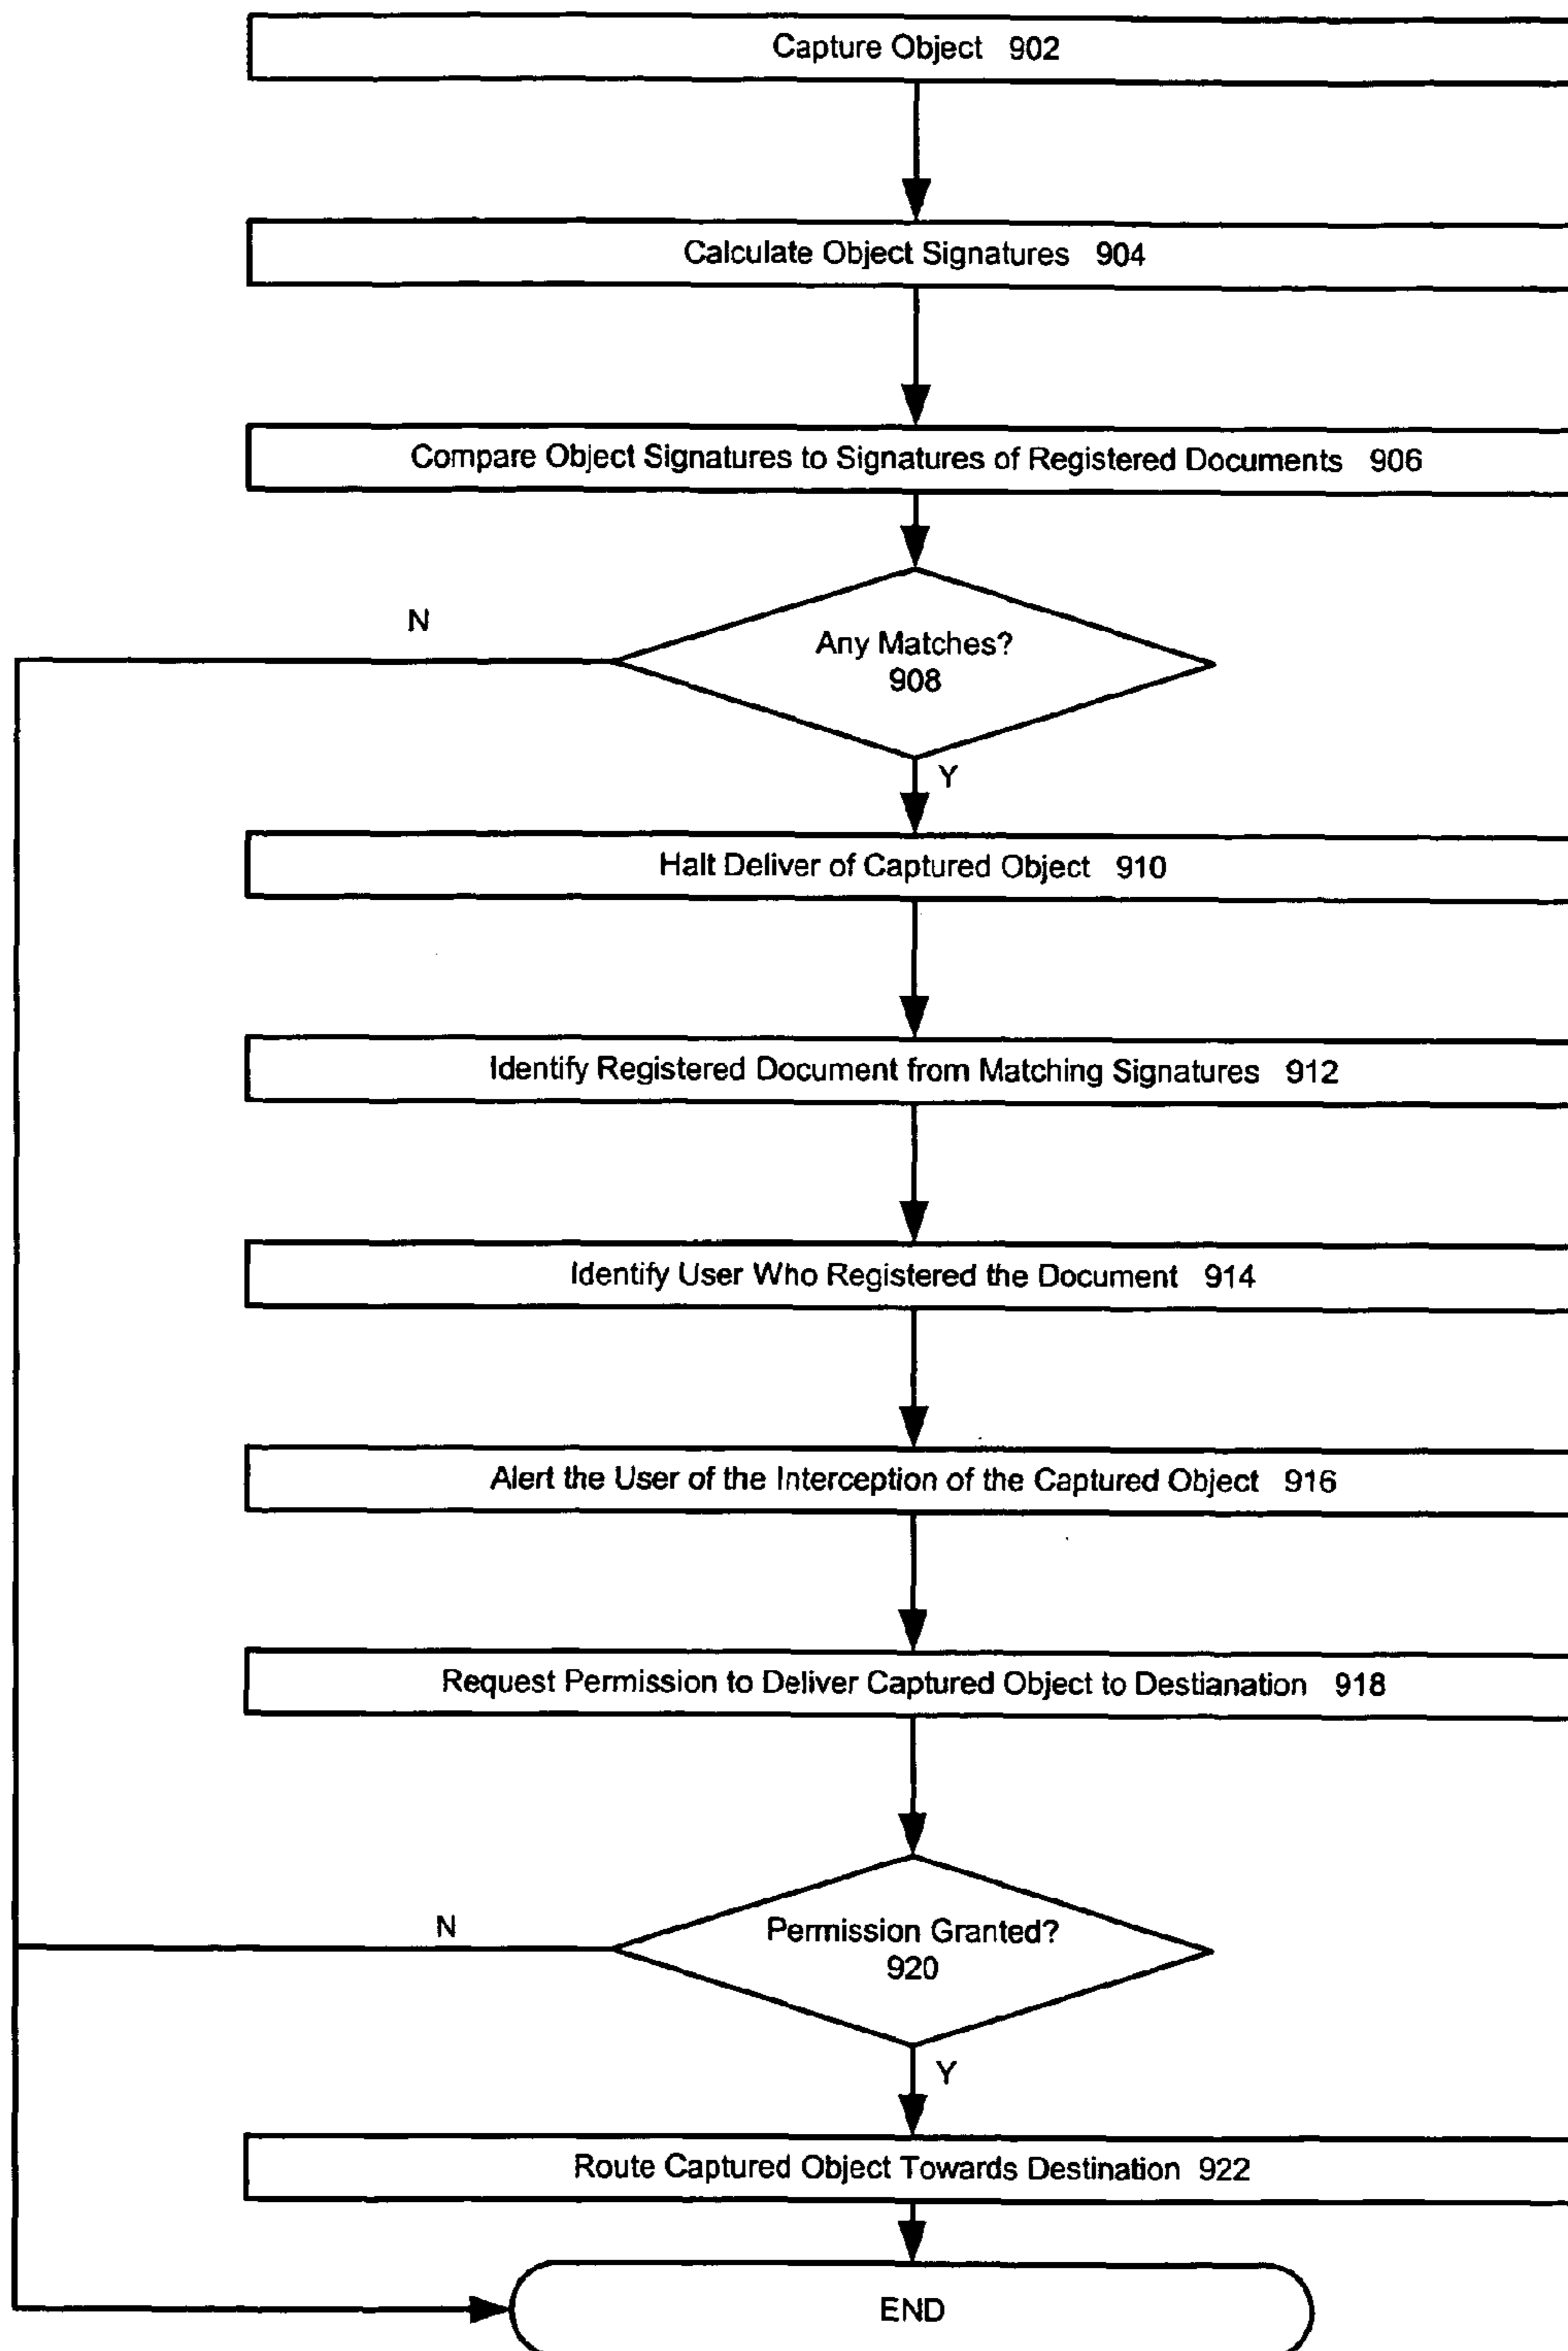 Capture Object 902
Calculate Object Signatures 904
Compare Object Signatures to Signatures of Registered Documents 906
Any Matches?
908
N
Y
Halt Deliver of Captured Object 910
Identify Registered Document from Matching Signatures 912
Identify User Who Registered the Document 914
Alert the User of the Interception of the Captured Object 916
Request Permission to Deliver Captured Object to Destianation 918
Permission Granted?
920
N
Y
Route Captured Object Towards Destination 922
END